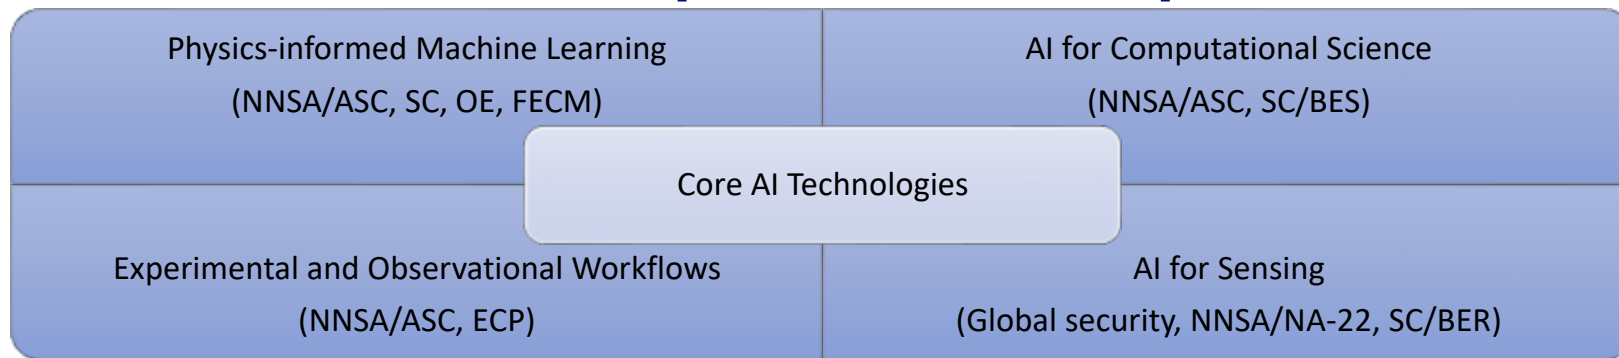 Physics-informed Machine Learning
(NNSA/ASC, SC, OE, FECM)
AI for Computational Science
(NNSA/ASC, SC/BES)
Core AI Technologies
Experimental and Observational Workflows
(NNSA/ASC, ECP)
AI for Sensing
(Global security, NNSA/NA-22, SC/BER)